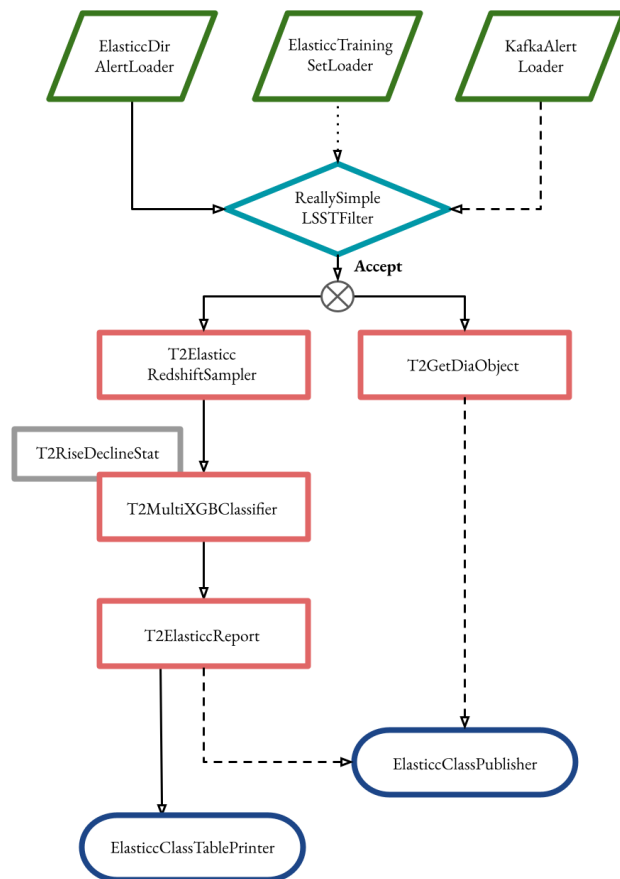 ElasticcDir
AlertLoader
ElasticcTraining
SetLoader
KafkaAlert
Loader
ReallySimple
LSSTFilter
Accept
T2Elasticc
RedshiftSampler
T2GetDiaObject
T2RiseDeclineStat
T2MultiXGBClassifier
T2ElasticcReport
ElasticcClassPublisher
ElasticcClassTablePrinter